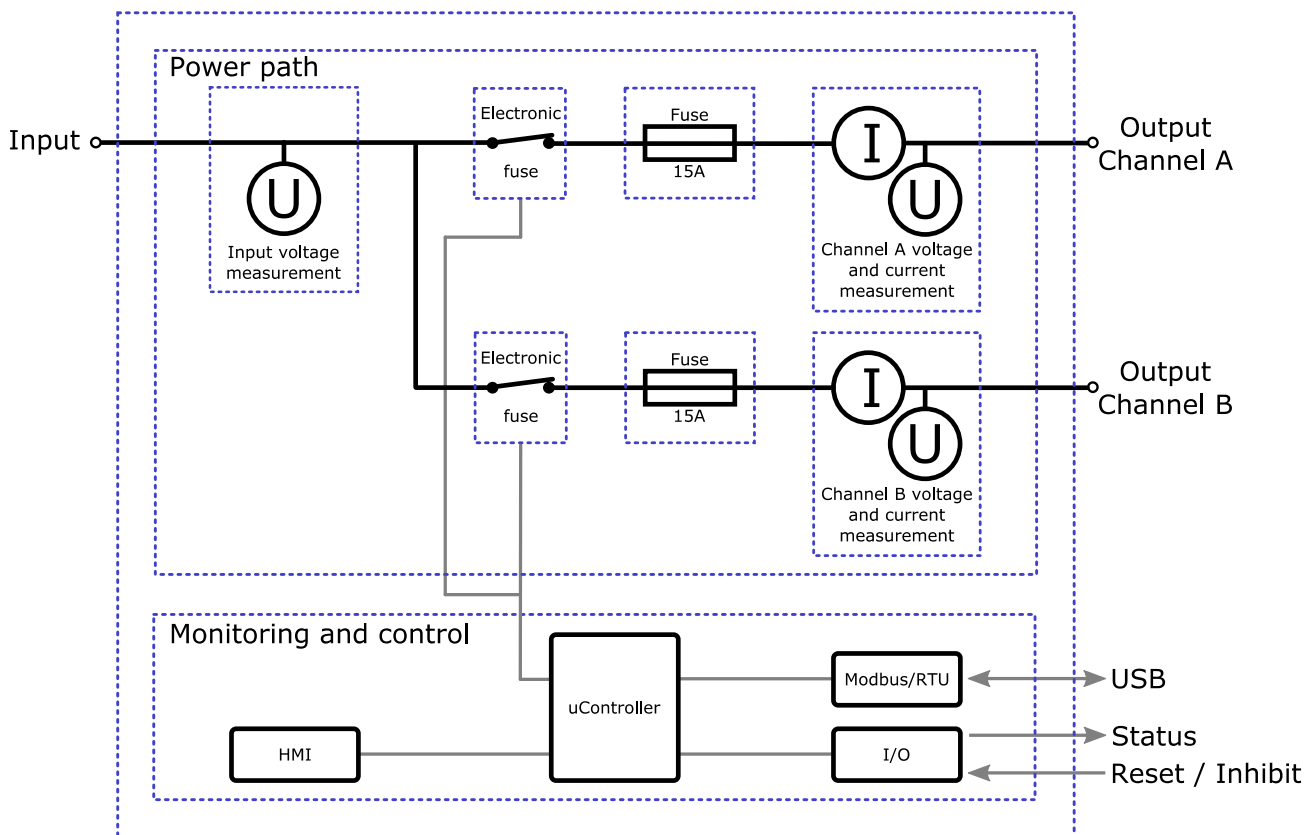 Power path
Input
U
Input voltage
measurement
Electronic
fuse
Fuse
15A
I
U
Channel A voltage
and current
measurement
Output
Channel A
Electronic
fuse
Fuse
15A
I
U
Channel B voltage
and current
measurement
Output
Channel B
Monitoring and control
HMI
uController
Modbus/RTU
I/O
USB
Status
Reset / Inhibit